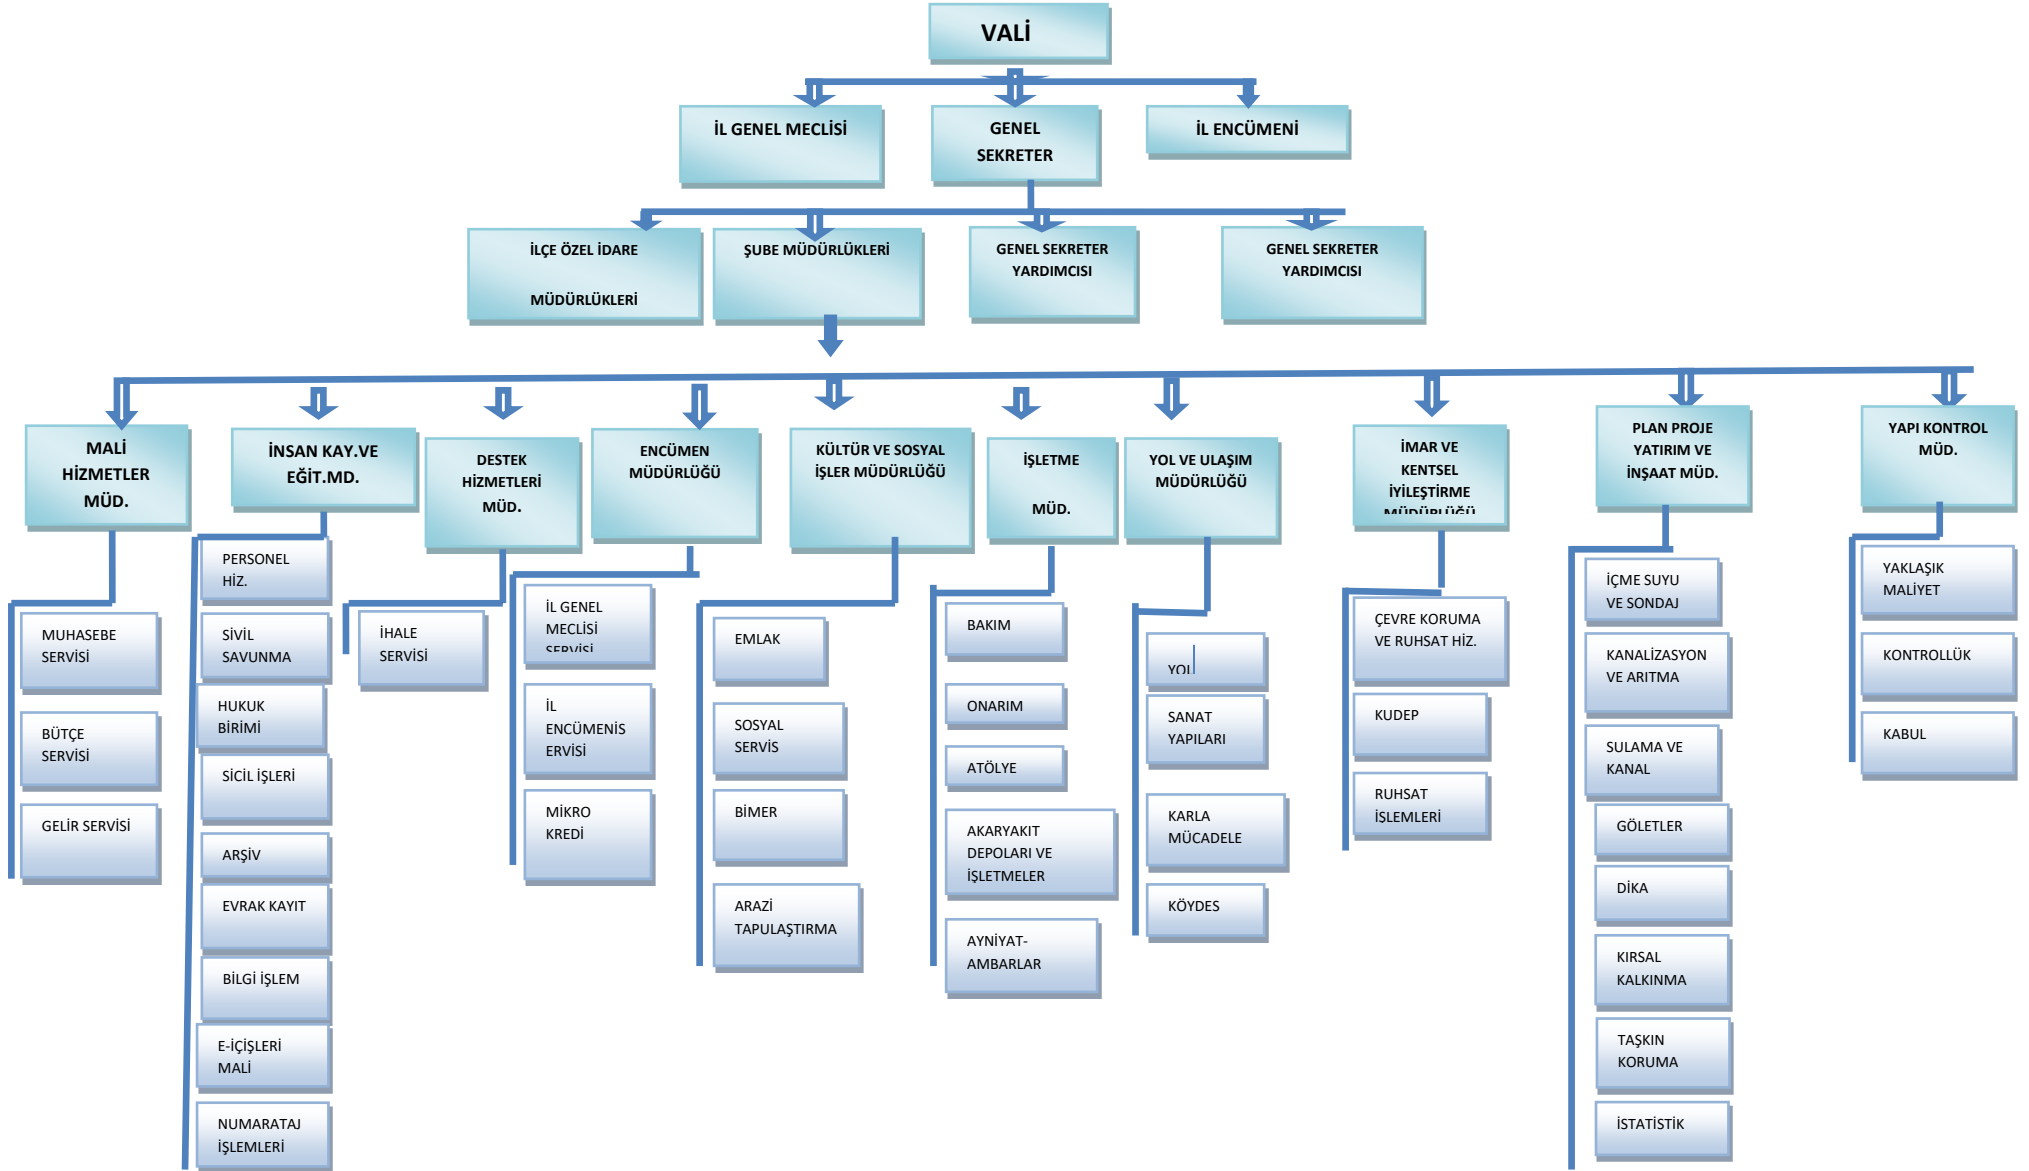 VALİ
İL GENEL MECLİSİ
GENEL
SEKRETER
İL ENCÜMENİ
İLÇE ÖZEL İDARE
MÜDÜRLÜKLERİ
ŞUBE MÜDÜRLÜKLERİ
GENEL SEKRETER
YARDIMCISI
GENEL SEKRETER
YARDIMCISI
MALİ
HİZMETLER
MÜD.
İNSAN KAY.VE
EĞİT.MD.
DESTEK
HİZMETLERİ
MÜD.
ENCÜMEN
MÜDÜRLÜĞÜ
KÜLTÜR VE SOSYAL
İŞLER MÜDÜRLÜĞÜ
İŞLETME
MÜD.
YOL VE ULAŞIM
MÜDÜRLÜĞÜ
İMAR VE
KENTSEL
İYİLEŞTİRME
MÜDÜRLÜĞÜ
PLAN PROJE
YATIRIM VE
İNŞAAT MÜD.
YAPI KONTROL
MÜD.
MUHASEBE
SERVİSİ
BÜTÇE
SERVİSİ
GELİR SERVİSİ
PERSONEL
HİZ.
SİVİL
SAVUNMA
HUKUK
BİRİMİ
SİCİL İŞLERİ
ARŞİV
EVRAK KAYIT
BİLGİ İŞLEM
E-İÇİŞLERİ
MALİ
NUMARATAJ
İŞLEMLERİ
İHALE
SERVİSİ
İL GENEL
MECLİSİ
SERVİSİ
İL
ENCÜMENİS
ERVİSİ
MİKRO
KREDİ
EMLAK
SOSYAL
SERVİS
BİMER
ARAZİ
TAPULAŞTIRMA
BAKIM
ONARIM
ATÖLYE
AKARYAKIT
DEPOLARI VE
İŞLETMELER
AYNİYAT-
AMBARLAR
YOL
SANAT
YAPILARI
KARLA
MÜCADELE
KÖYDES
ÇEVRE KORUMA
VE RUHSAT HİZ.
KUDEP
RUHSAT
İSLEMLERİ
İÇME SUYU
VE SONDAJ
KANALİZASYON
VE ARITMA
SULAMA VE
KANAL
GÖLETLER
DİKA
KIRSAL
KALKINMA
TAŞKIN
KORUMA
İSTATİSTİK
YAKLAŞIK
MALİYET
KONTROLLÜK
KABUL